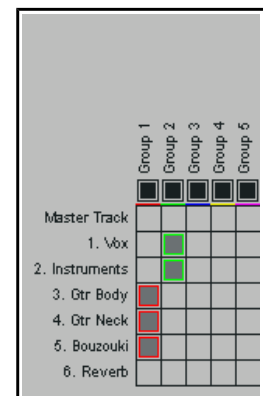 Group 1
Group 2
Group 3
Group 4
Group 5
Master Track
1. Vox
2. Instruments
3. Gtr Body
4. Gtr Neck
5. Bouzouki
6. Reverb